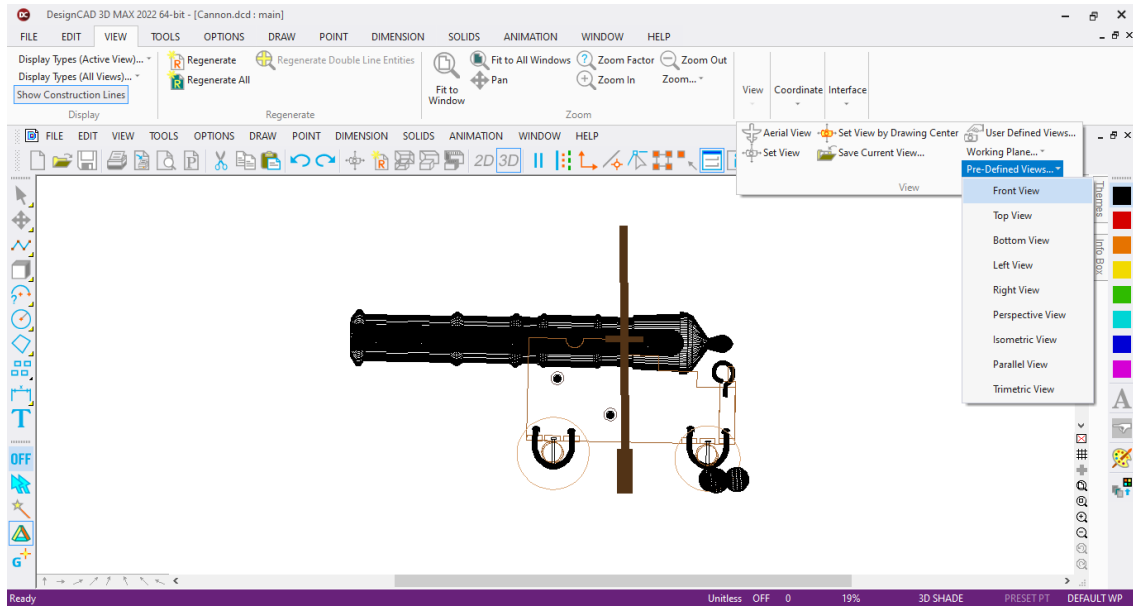 DC DesignCAD 3D MAX 2022 64-bit - [Cannon.dcd : main]
FILE EDIT VIEW TOOLS OPTIONS DRAW POINT DIMENSION SOLIDS ANIMATION WINDOW HELP
Display Types (Active View)...
Display Types (All Views)...
Show Construction Lines
Display
Regenerate
Regenerate All
Regenerate Double Line Entities
Regenerate
Fit to Window
Fit to All Windows
Pan
Zoom Factor
Zoom In
Zoom Out
Zoom...
Zoom
View Coordinate Interface
FILE EDIT VIEW TOOLS OPTIONS DRAW POINT DIMENSION SOLIDS ANIMATION WINDOW HELP
2D 3D
Aerial View Set View by Drawing Center User Defined Views...
Set View Save Current View... Working Plane...
Pre-Defined Views...
View
Front View
Top View
Bottom View
Left View
Right View
Perspective View
Isometric View
Parallel View
Trimetric View
Themes
Info Box
T
OFF
G
A
Ready Unitless OFF 0 19% 3D SHADE PRESET PT DEFAULT WP